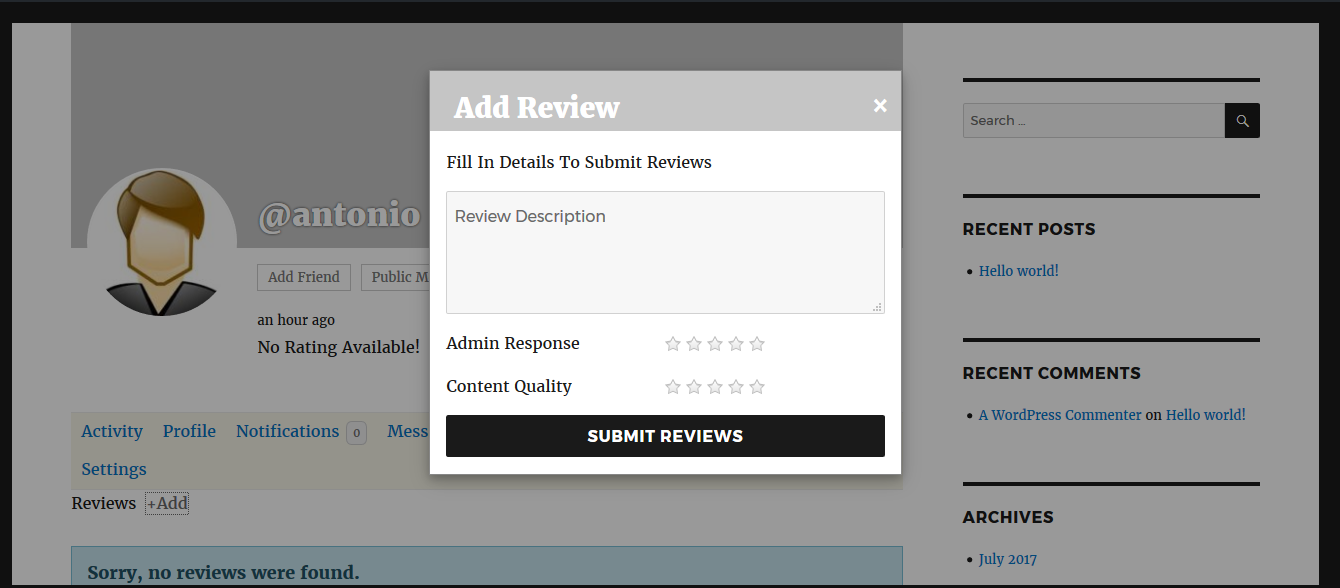 Add Review ×
Fill In Details To Submit Reviews
Review Description
Admin Response
Content Quality
SUBMIT REVIEWS
@antonio
Add Friend Public M
an hour ago
No Rating Available!
Activity Profile Notifications 0 Mess
Settings
Reviews +Add
Sorry, no reviews were found.
Search ...
RECENT POSTS
Hello world!
RECENT COMMENTS
A WordPress Commenter on Hello world!
ARCHIVES
July 2017